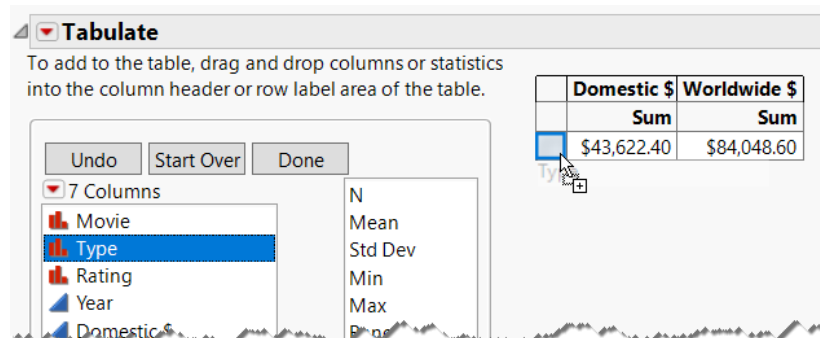 Tabulate
To add to the table, drag and drop columns or statistics
into the column header or row label area of the table.
Domestic $ Worldwide $
Sum Sum
$43,622.40 $84,048.60
Undo Start Over Done
7 Columns
Movie
Type
Rating
Year
Domestic $
N
Mean
Std Dev
Min
Max